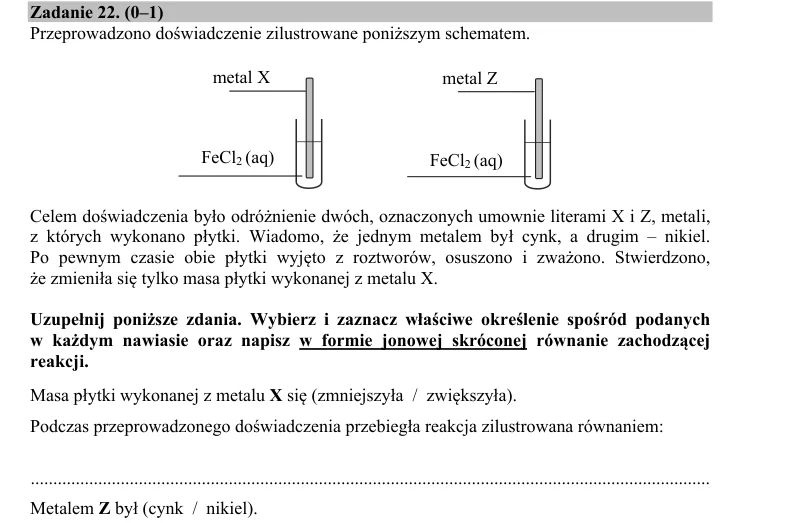 Zadanie 22. (0–1)
Przeprowadzono doświadczenie zilustrowane poniższym schematem.
metal X
metal Z
FeCl₂ (aq)
FeCl₂ (aq)
Celem doświadczenia było odróżnienie dwóch, oznaczonych umownie literami X i Z, metali,
z których wykonano płytki. Wiadomo, że jednym metalem był cynk, a drugim – nikiel.
Po pewnym czasie obie płytki wyjęto z roztworów, osuszono i zważono. Stwierdzono,
że zmieniła się tylko masa płytki wykonanej z metalu X.
Uzupełnij poniższe zdania. Wybierz i zaznacz właściwe określenie spośród podanych
w każdym nawiasie oraz napisz w formie jonowej skróconej równanie zachodzącej
reakcji.
Masa płytki wykonanej z metalu X się (zmniejszyła / zwiększyła).
Podczas przeprowadzonego doświadczenia przebiegła reakcja zilustrowana równaniem:
.......................................................................................................................................................
Metalem Z był (cynk / nikiel).